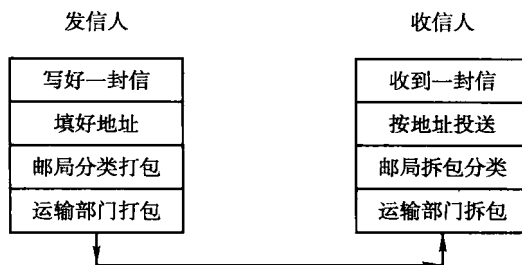 发信人
收信人
写好一封信
收到一封信
填好地址
按地址投送
邮局分类打包
邮局拆包分类
运输部门打包
运输部门拆包